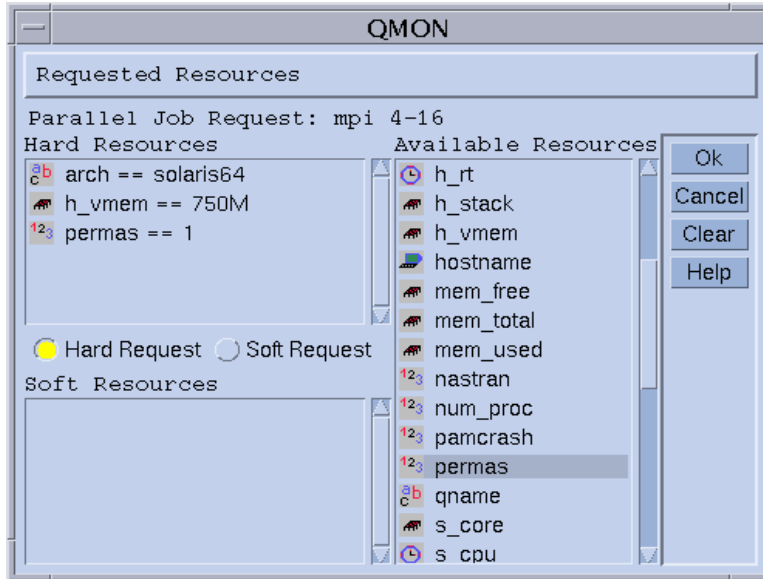 QMON
Requested Resources
Parallel Job Request: mpi 4-16
Hard Resources
arch == solaris64
h_vmem == 750M
permas == 1
Hard Request Soft Request
Soft Resources
Available Resources
h_rt
h_stack
h_vmem
hostname
mem_free
mem_total
mem_used
nastran
num_proc
pamcrash
permas
qname
s_core
s_cpu
Ok
Cancel
Clear
Help